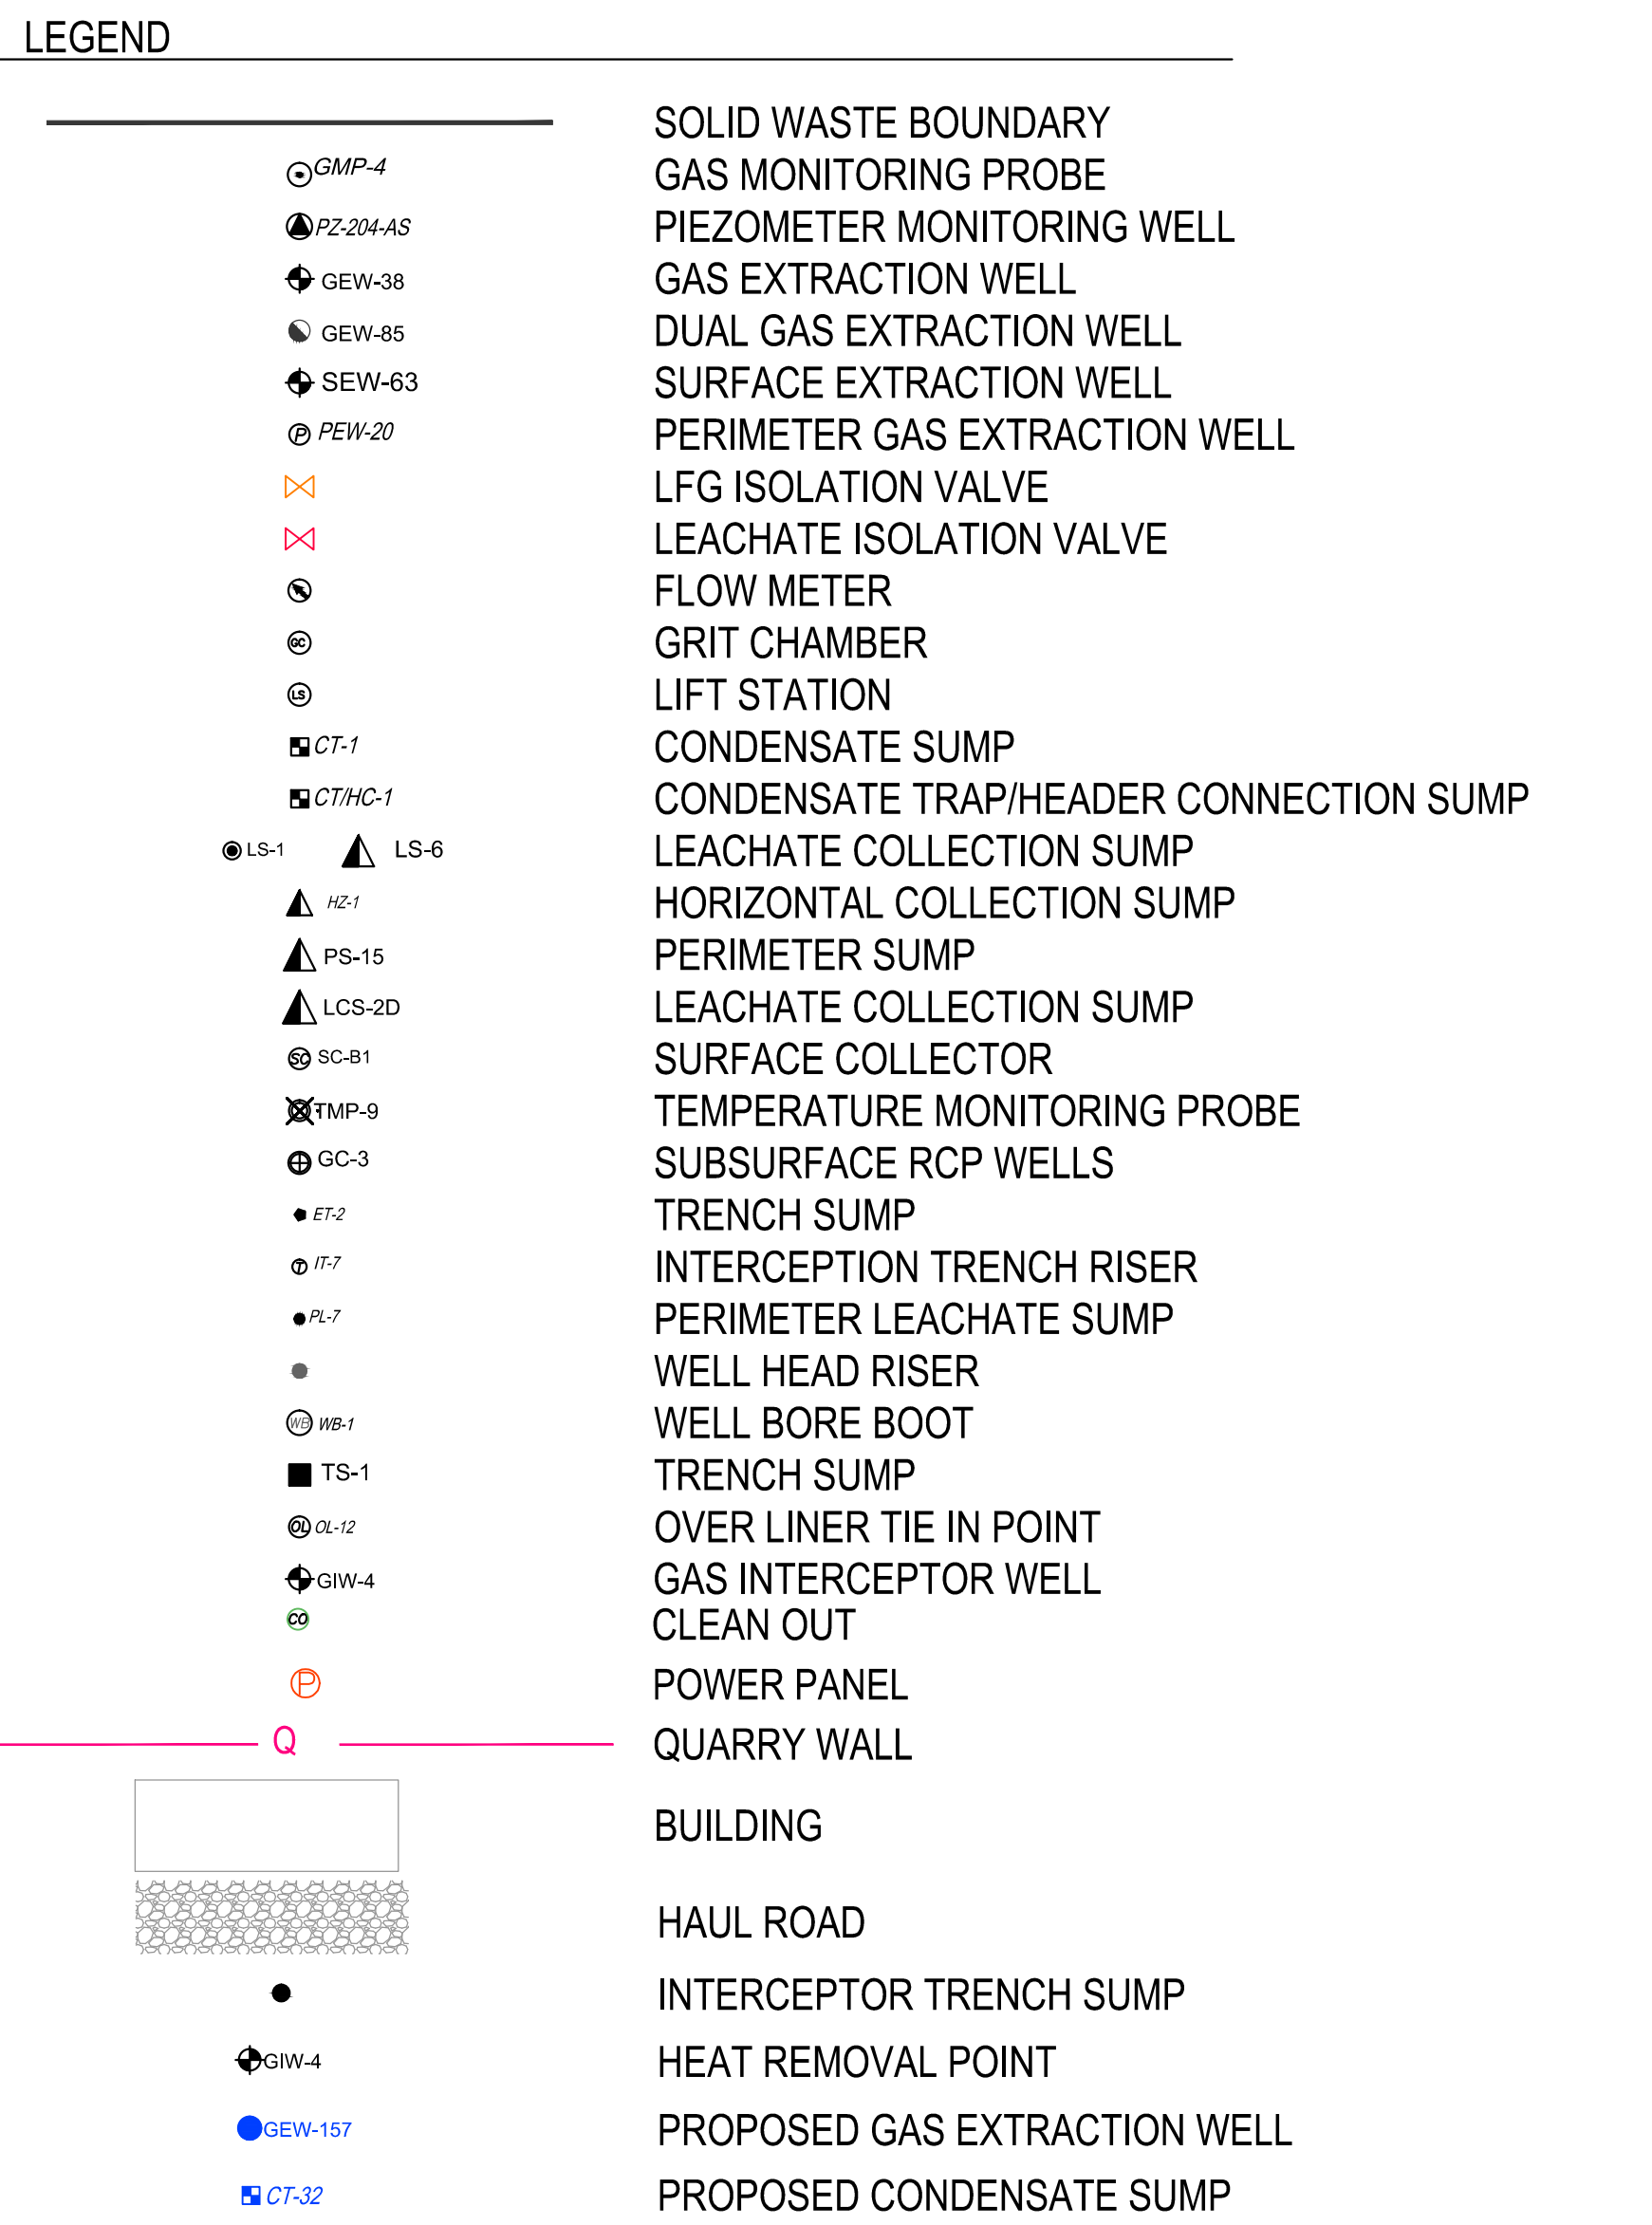 LEGEND
SOLID WASTE BOUNDARY
GMP-4 GAS MONITORING PROBE
PZ-204-AS PIEZOMETER MONITORING WELL
GEW-38 GAS EXTRACTION WELL
GEW-85 DUAL GAS EXTRACTION WELL
SEW-63 SURFACE EXTRACTION WELL
P PEW-20 PERIMETER GAS EXTRACTION WELL
LFG ISOLATION VALVE
LEACHATE ISOLATION VALVE
FLOW METER
GC GRIT CHAMBER
LS LIFT STATION
CT-1 CONDENSATE SUMP
CT/HC-1 CONDENSATE TRAP/HEADER CONNECTION SUMP
LS-1 LS-6 LEACHATE COLLECTION SUMP
HZ-1 HORIZONTAL COLLECTION SUMP
PS-15 PERIMETER SUMP
LCS-2D LEACHATE COLLECTION SUMP
SC SC-B1 SURFACE COLLECTOR
TMP-9 TEMPERATURE MONITORING PROBE
GC-3 SUBSURFACE RCP WELLS
ET-2 TRENCH SUMP
T IT-7 INTERCEPTION TRENCH RISER
PL-7 PERIMETER LEACHATE SUMP
WELL HEAD RISER
WB WB-1 WELL BORE BOOT
TS-1 TRENCH SUMP
OL OL-12 OVER LINER TIE IN POINT
GIW-4 GAS INTERCEPTOR WELL
CO CLEAN OUT
P POWER PANEL
Q QUARRY WALL
BUILDING
HAUL ROAD
INTERCEPTOR TRENCH SUMP
GIW-4 HEAT REMOVAL POINT
GEW-157 PROPOSED GAS EXTRACTION WELL
CT-32 PROPOSED CONDENSATE SUMP